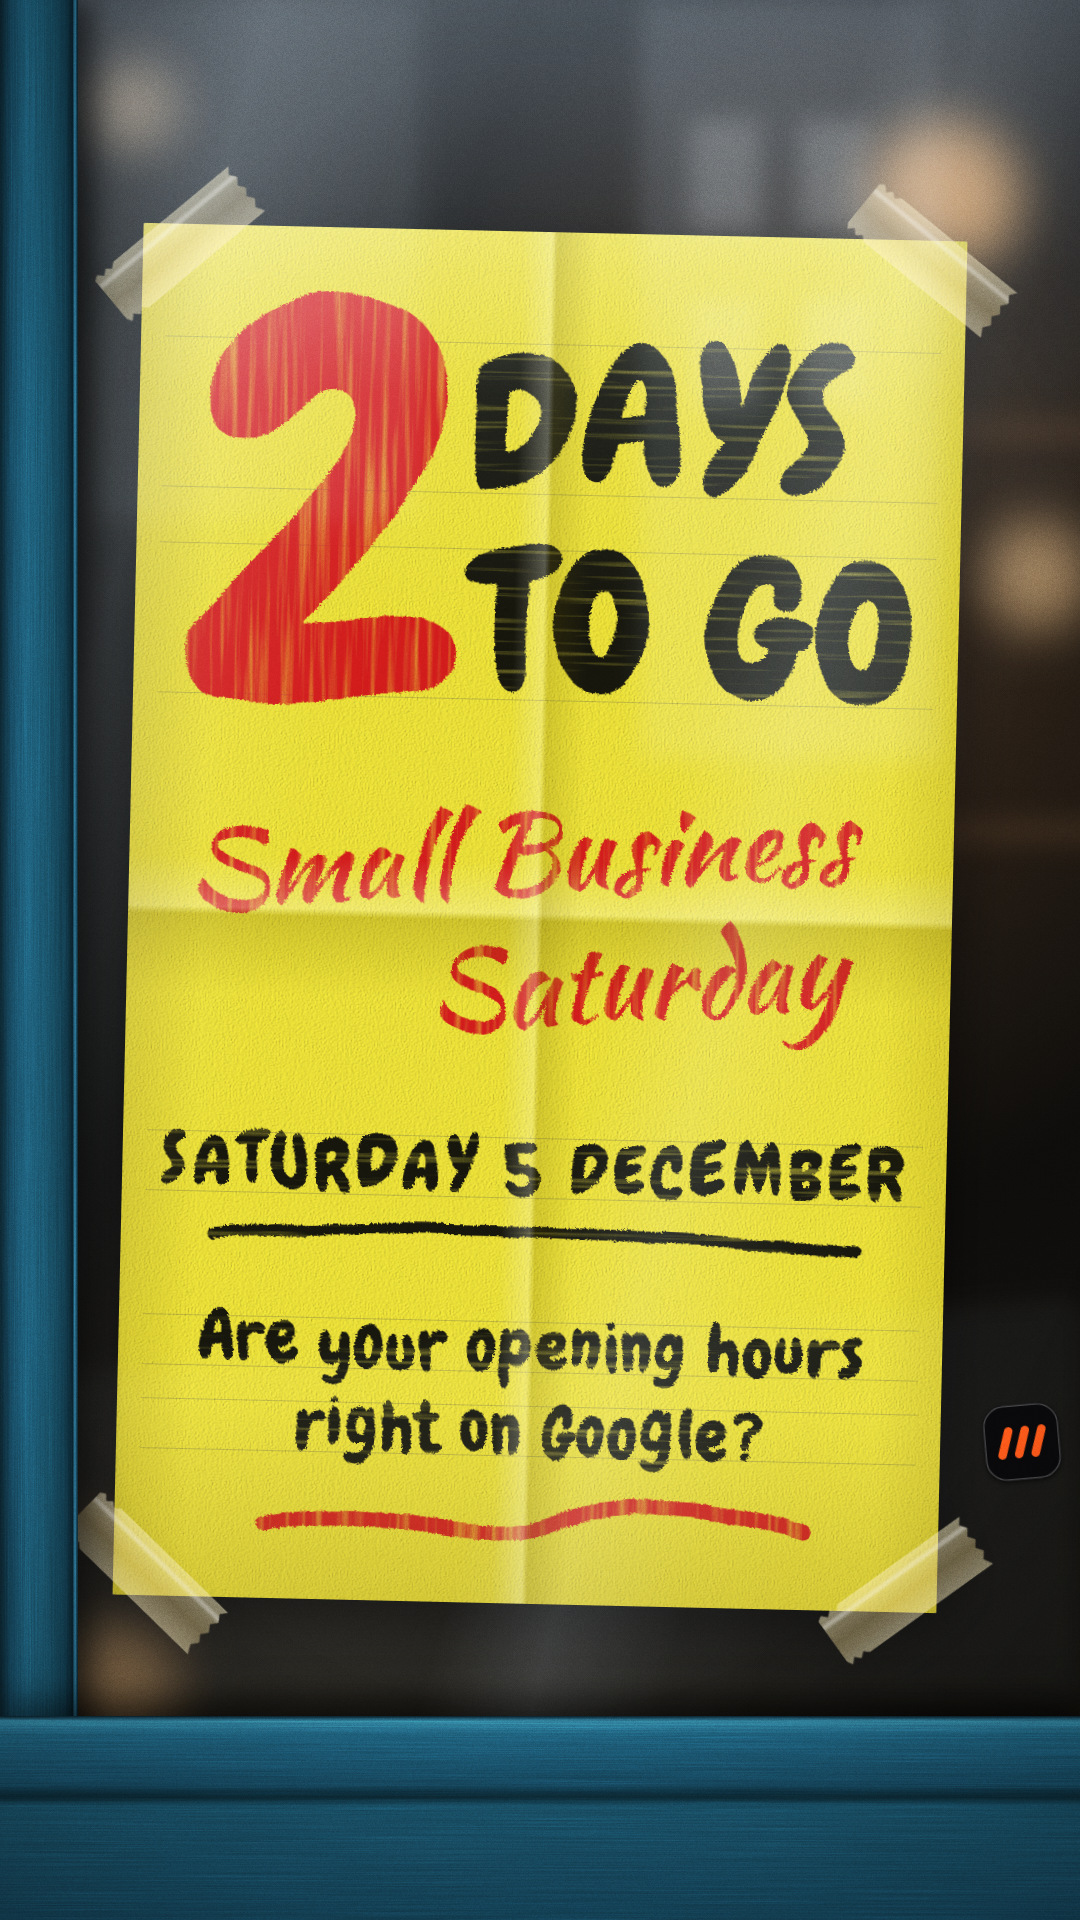 2 DAYS
TO GO
Small Business
Saturday
SATURDAY 5 DECEMBER
Are your opening hours
right on Google?